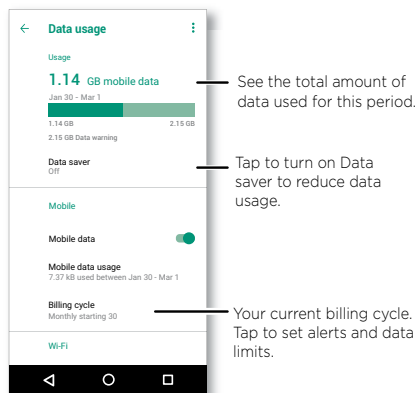 Data usage
Usage
1.14 GB mobile data
Jan 30 - Mar 1
1.14 GB 2.15 GB
2.15 GB Data warning
Data saver
Off
Mobile
Mobile data
Mobile data usage
7.37 kB used between Jan 30 - Mar 1
Billing cycle
Monthly starting 30
Wi-Fi
See the total amount of
data used for this period.
Tap to turn on Data
saver to reduce data
usage.
Your current billing cycle.
Tap to set alerts and data
limits.